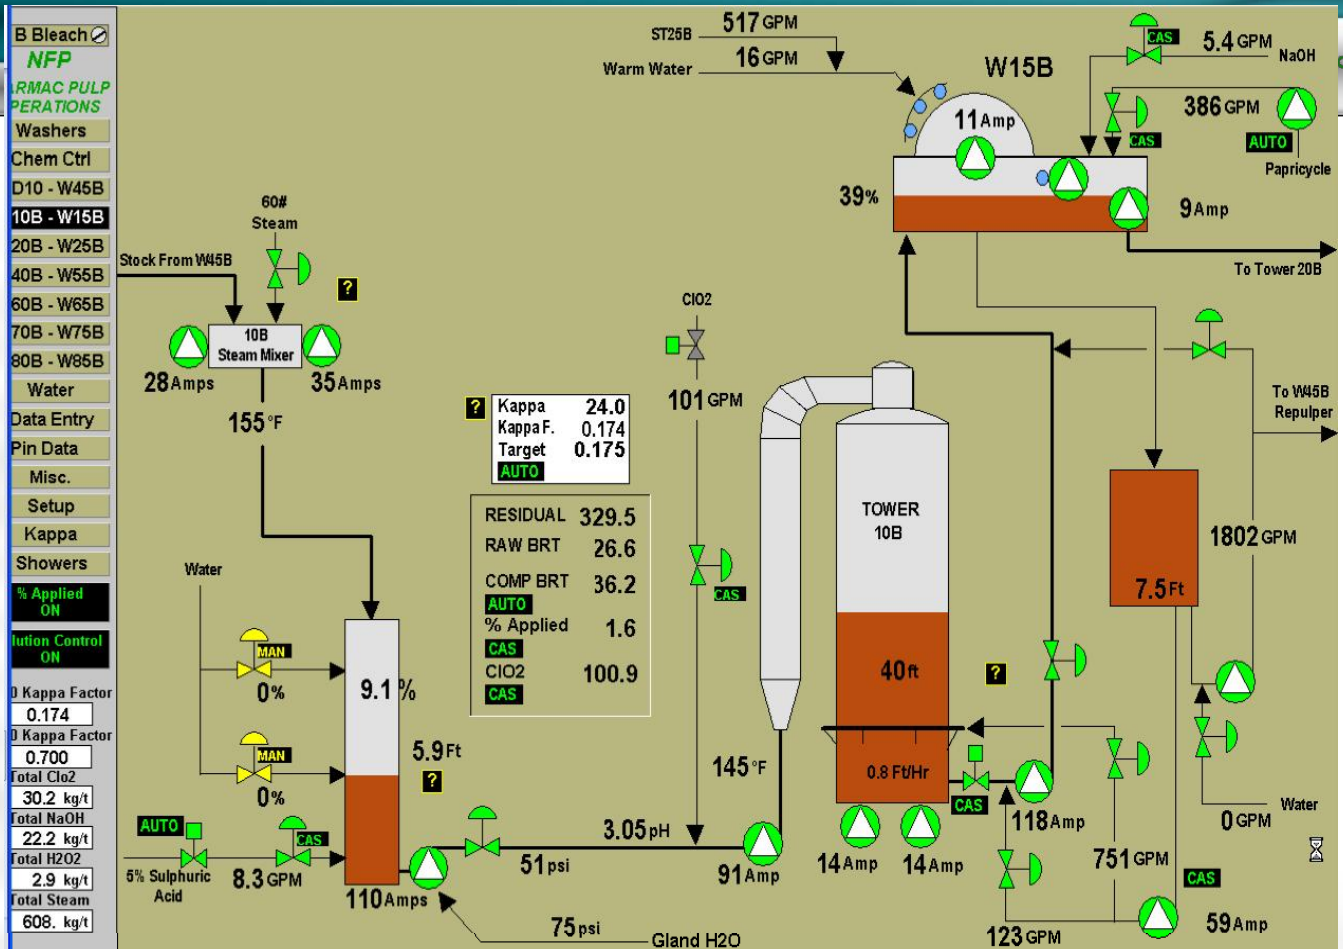 B Bleach
NFP
ARMAC PULP
PERATIONS
Washers
Chem Ctrl
D10 - W45B
10B - W15B
20B - W25B
40B - W55B
60B - W65B
70B - W75B
80B - W85B
Water
Data Entry
Pin Data
Misc.
Setup
Kappa
Showers
% Applied
ON
lution Control
ON
0 Kappa Factor
0.174
0 Kappa Factor
0.700
Total Clo2
30.2 kg/t
Total NaOH
22.2 kg/t
Total H2O2
2.9 kg/t
Total Steam
608. kg/t
ST25B
517 GPM
Warm Water
16 GPM
W15B
CAS
5.4 GPM
NaOH
386 GPM
CAS
AUTO
Papricycle
11 Amp
39%
9 Amp
To Tower 20B
60#
Steam
Stock From W45B
?
10B
Steam Mixer
28 Amps
35 Amps
155 °F
ClO2
101 GPM
CAS
?
Kappa 24.0
Kappa F. 0.174
Target 0.175
AUTO
RESIDUAL 329.5
RAW BRT 26.6
COMP BRT 36.2
AUTO
% Applied 1.6
CAS
ClO2 100.9
CAS
TOWER
10B
40 ft
?
0.8 Ft/Hr
145 °F
14 Amp
14 Amp
CAS
118 Amp
To W45B
Repulper
1802 GPM
7.5 Ft
Water
0 GPM
751 GPM
CAS
59 Amp
123 GPM
Water
MAN
0%
MAN
0%
9.1 %
5.9 Ft
?
AUTO
CAS
5% Sulphuric
Acid
8.3 GPM
110 Amps
51 psi
3.05 pH
91 Amp
75 psi
Gland H2O